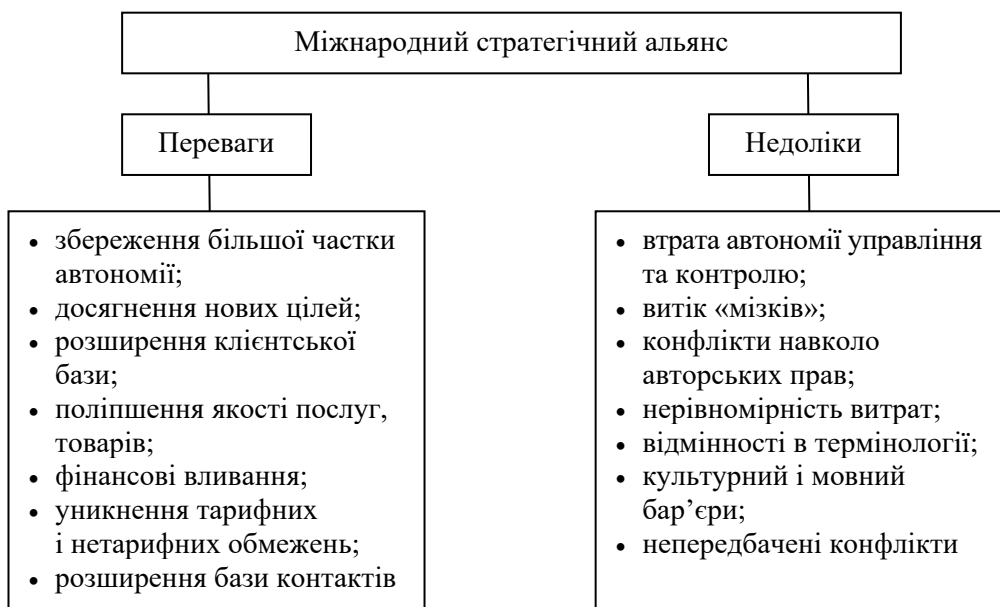 Міжнародний стратегічний альянс
Переваги
Недоліки
• збереження більшої частки
автономії;
• досягнення нових цілей;
• розширення клієнтської
бази;
• поліпшення якості послуг,
товарів;
• фінансові вливання;
• уникнення тарифних
і нетарифних обмежень;
• розширення бази контактів
• втрата автономії управління
та контролю;
• витік «мізків»;
• конфлікти навколо
авторських прав;
• нерівномірність витрат;
• відмінності в термінології;
• культурний і мовний
бар’єри;
• непередбачені конфлікти